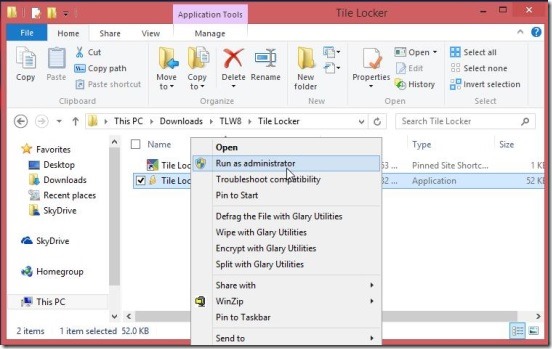 Application Tools
Tile Locker
File
Home
Share
View
Manage
Copy
Paste
Cut
Copy path
Paste shortcut
Clipboard
Move to
Copy to
Delete
Rename
Organize
New folder
New
Properties
Open
Edit
History
Open
Select all
Select none
Invert selection
Select
This PC
Downloads
TLW8
Tile Locker
Search Tile Locker
Favorites
Desktop
Downloads
Recent places
SkyDrive
SkyDrive
Homegroup
This PC
Name
Type
Size
Tile Lo
Pinned Site Shortc...
1 K
Tile Loc
Application
52 K
Open
Run as administrator
Troubleshoot compatibility
Pin to Start
Defrag the File with Glary Utilities
Wipe with Glary Utilities
Encrypt with Glary Utilities
Split with Glary Utilities
Share with
WinZip
Pin to Taskbar
Send to
2 items
1 item selected 52.0 KB